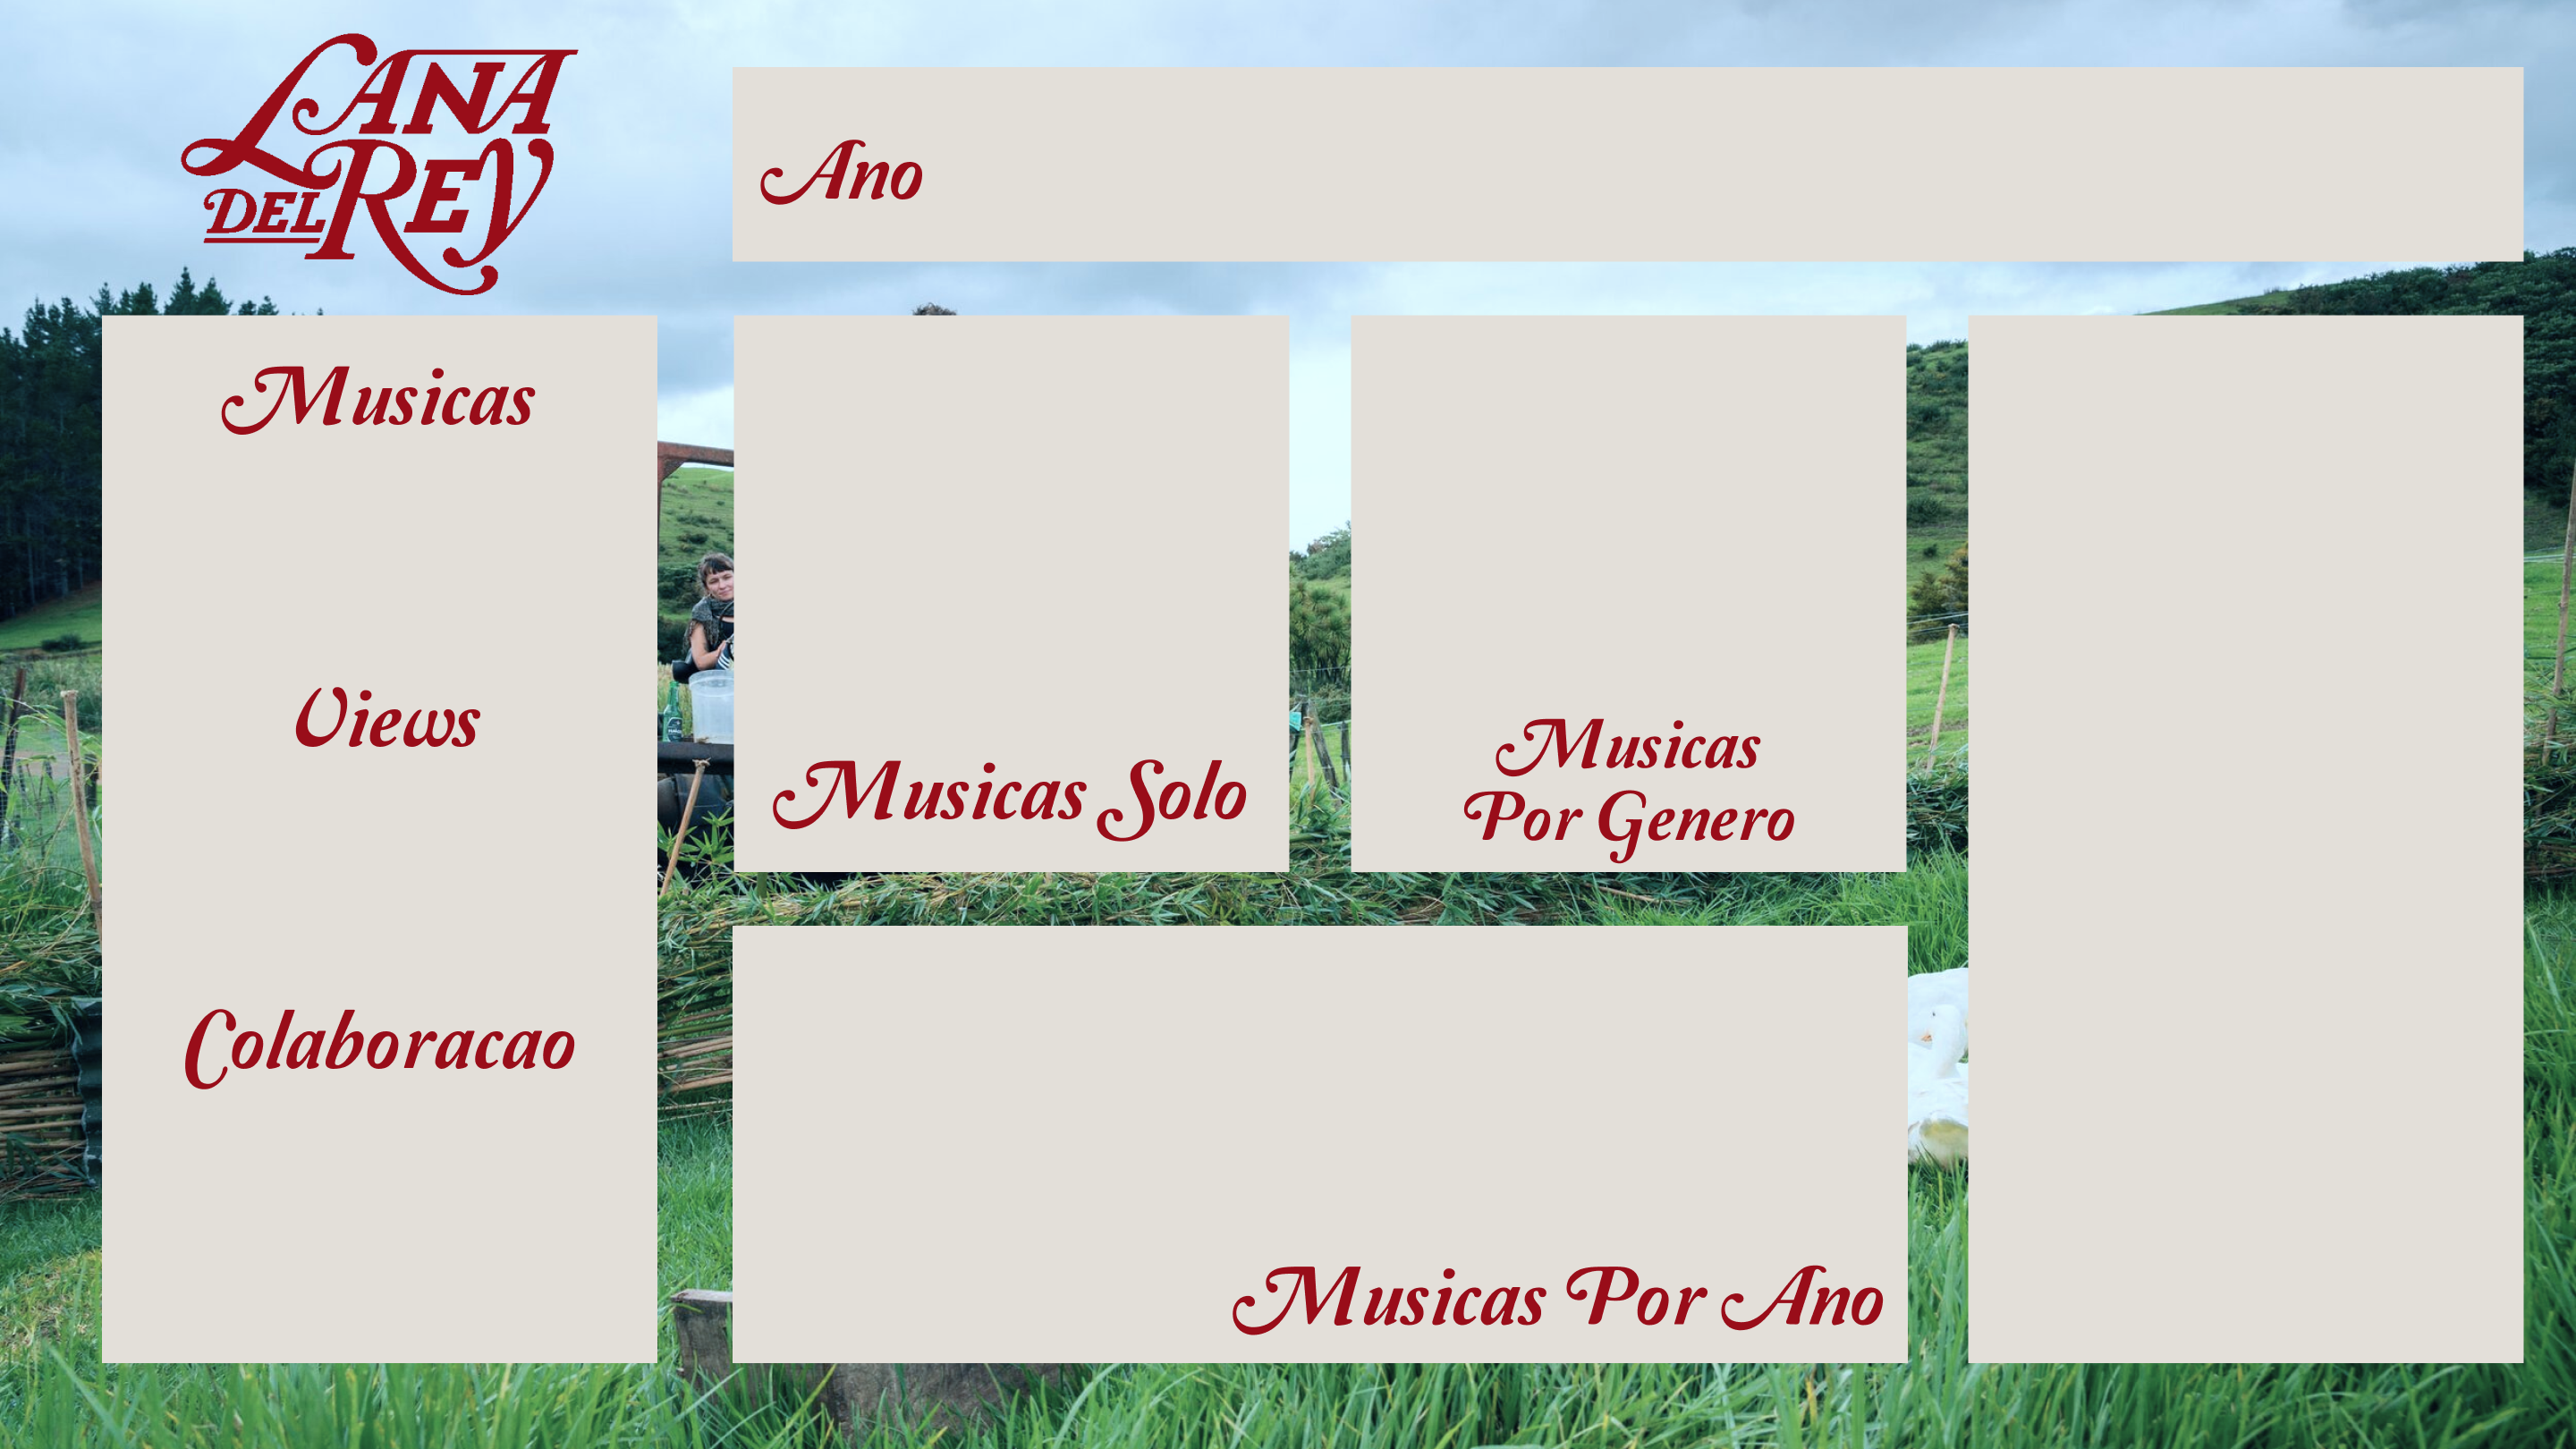 LANA
DEL REY
Ano
Musicas
Views
Colaboracao
Musicas Solo
Musicas
Por Genero
Musicas Por Ano